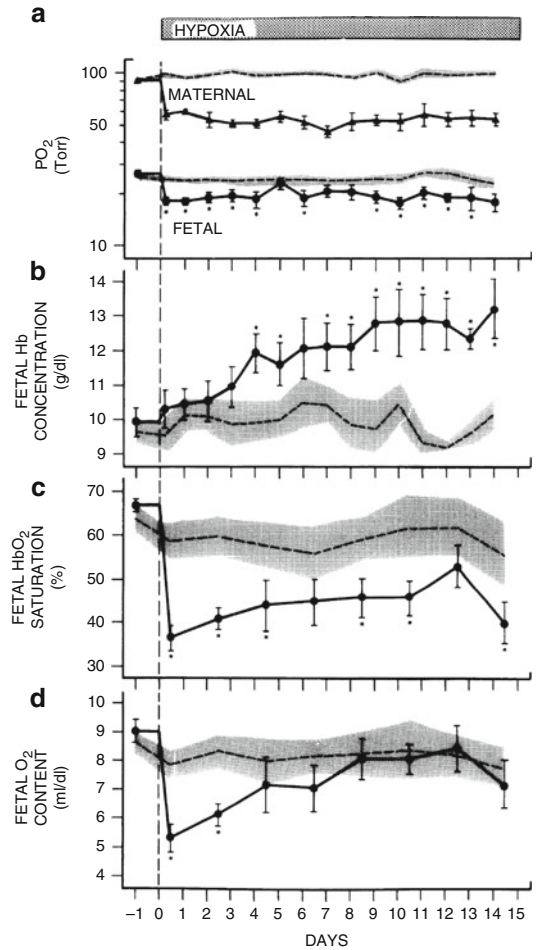 a
HYPOXIA
100
MATERNAL
50
PO2
(Torr)
FETAL
10
b
14
13
12
11
10
9
FETAL Hb
CONCENTRATION
(g/dl)
c
70
60
50
40
30
FETAL HbO2
SATURATION
(%)
d
10
9
8
7
6
5
4
FETAL O2
CONTENT
(ml/dl)
–1 0 1 2 3 4 5 6 7 8 9 10 11 12 13 14 15
DAYS